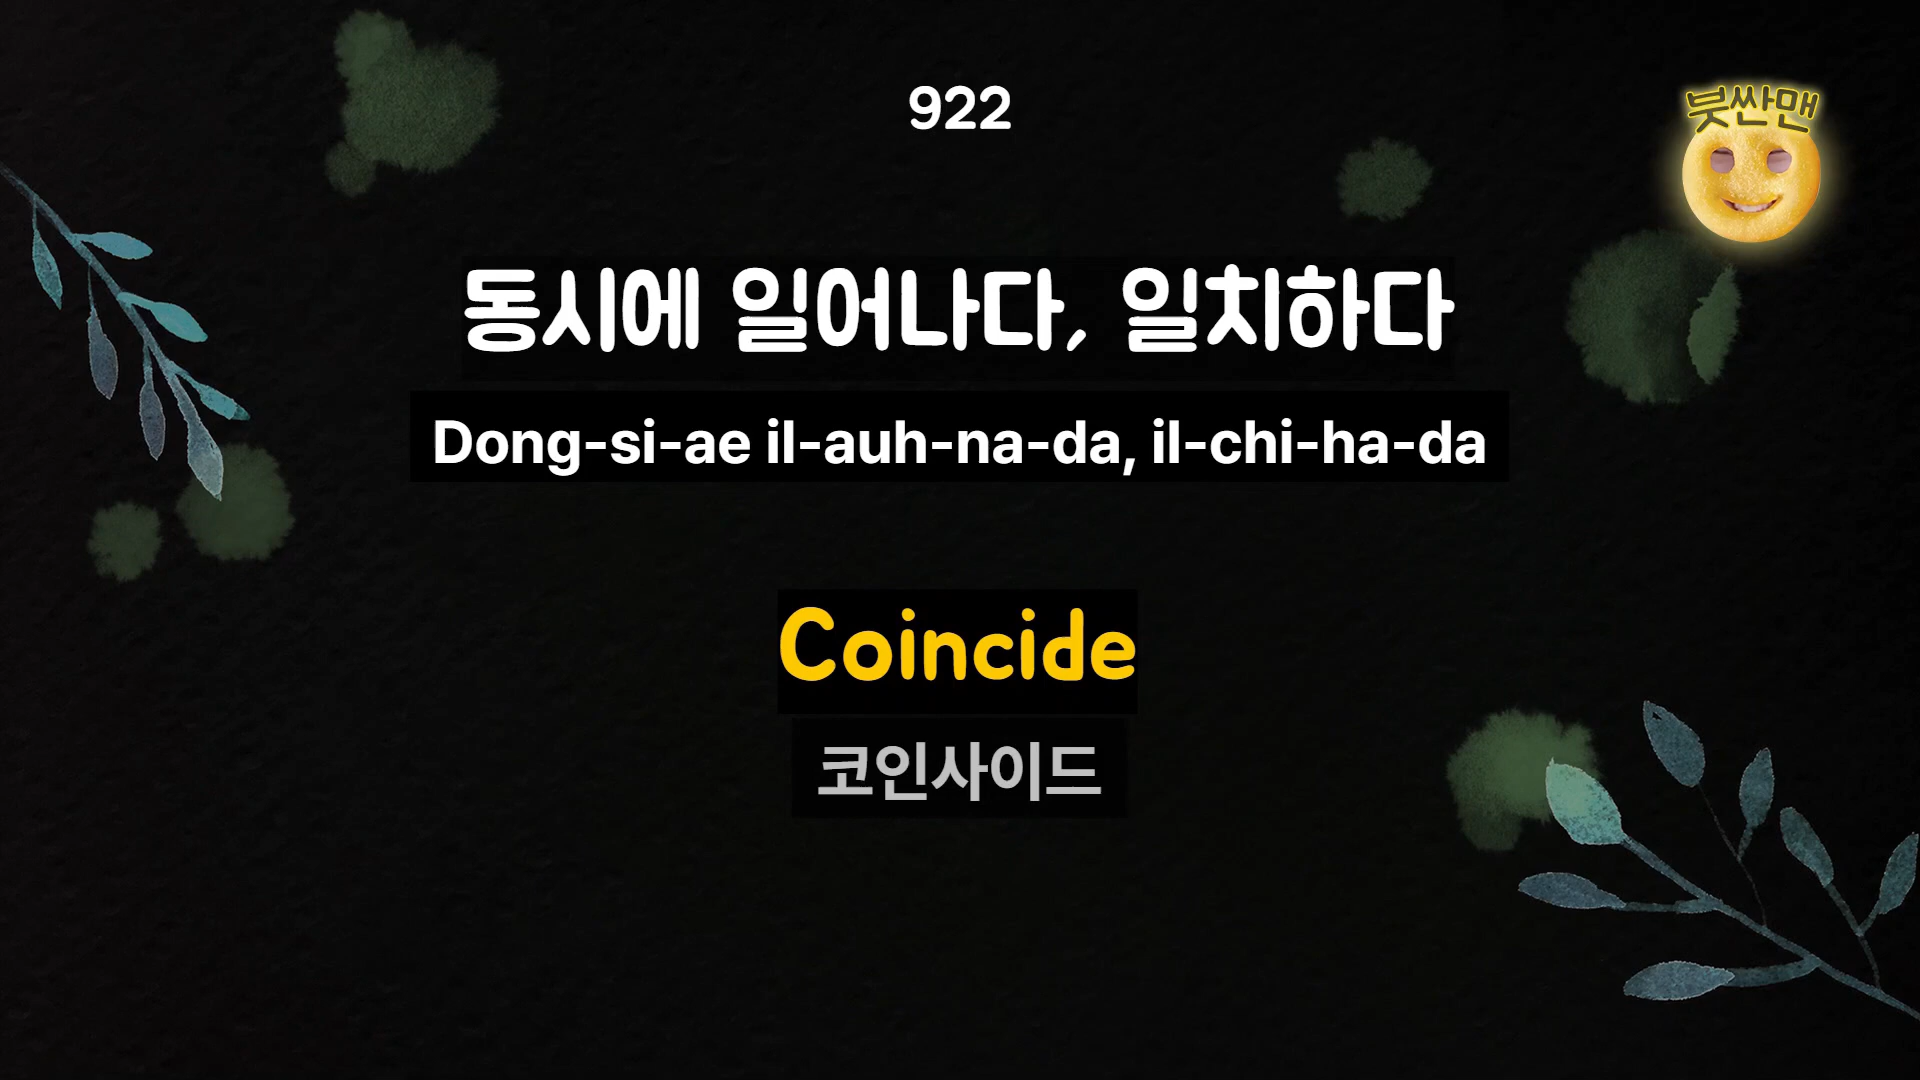 922
붓싼맨
동시에 일어나다, 일치하다
Dong-si-ae il-auh-na-da, il-chi-ha-da
Coincide
코인사이드